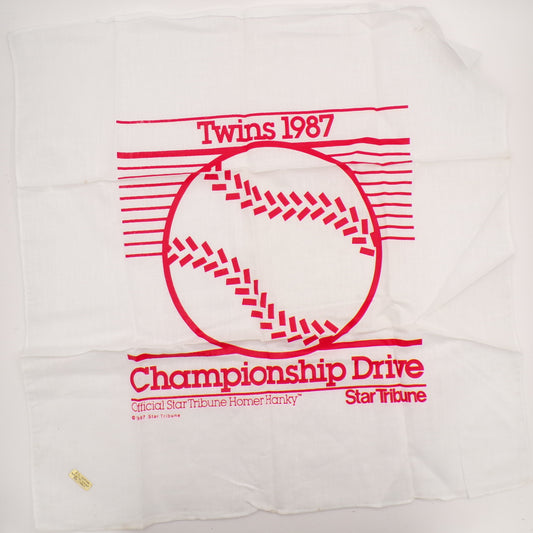 Twins 1987
Championship Drive
Official Star Tribune Homer Hanky™
Star Tribune
© 1987 Star Tribune